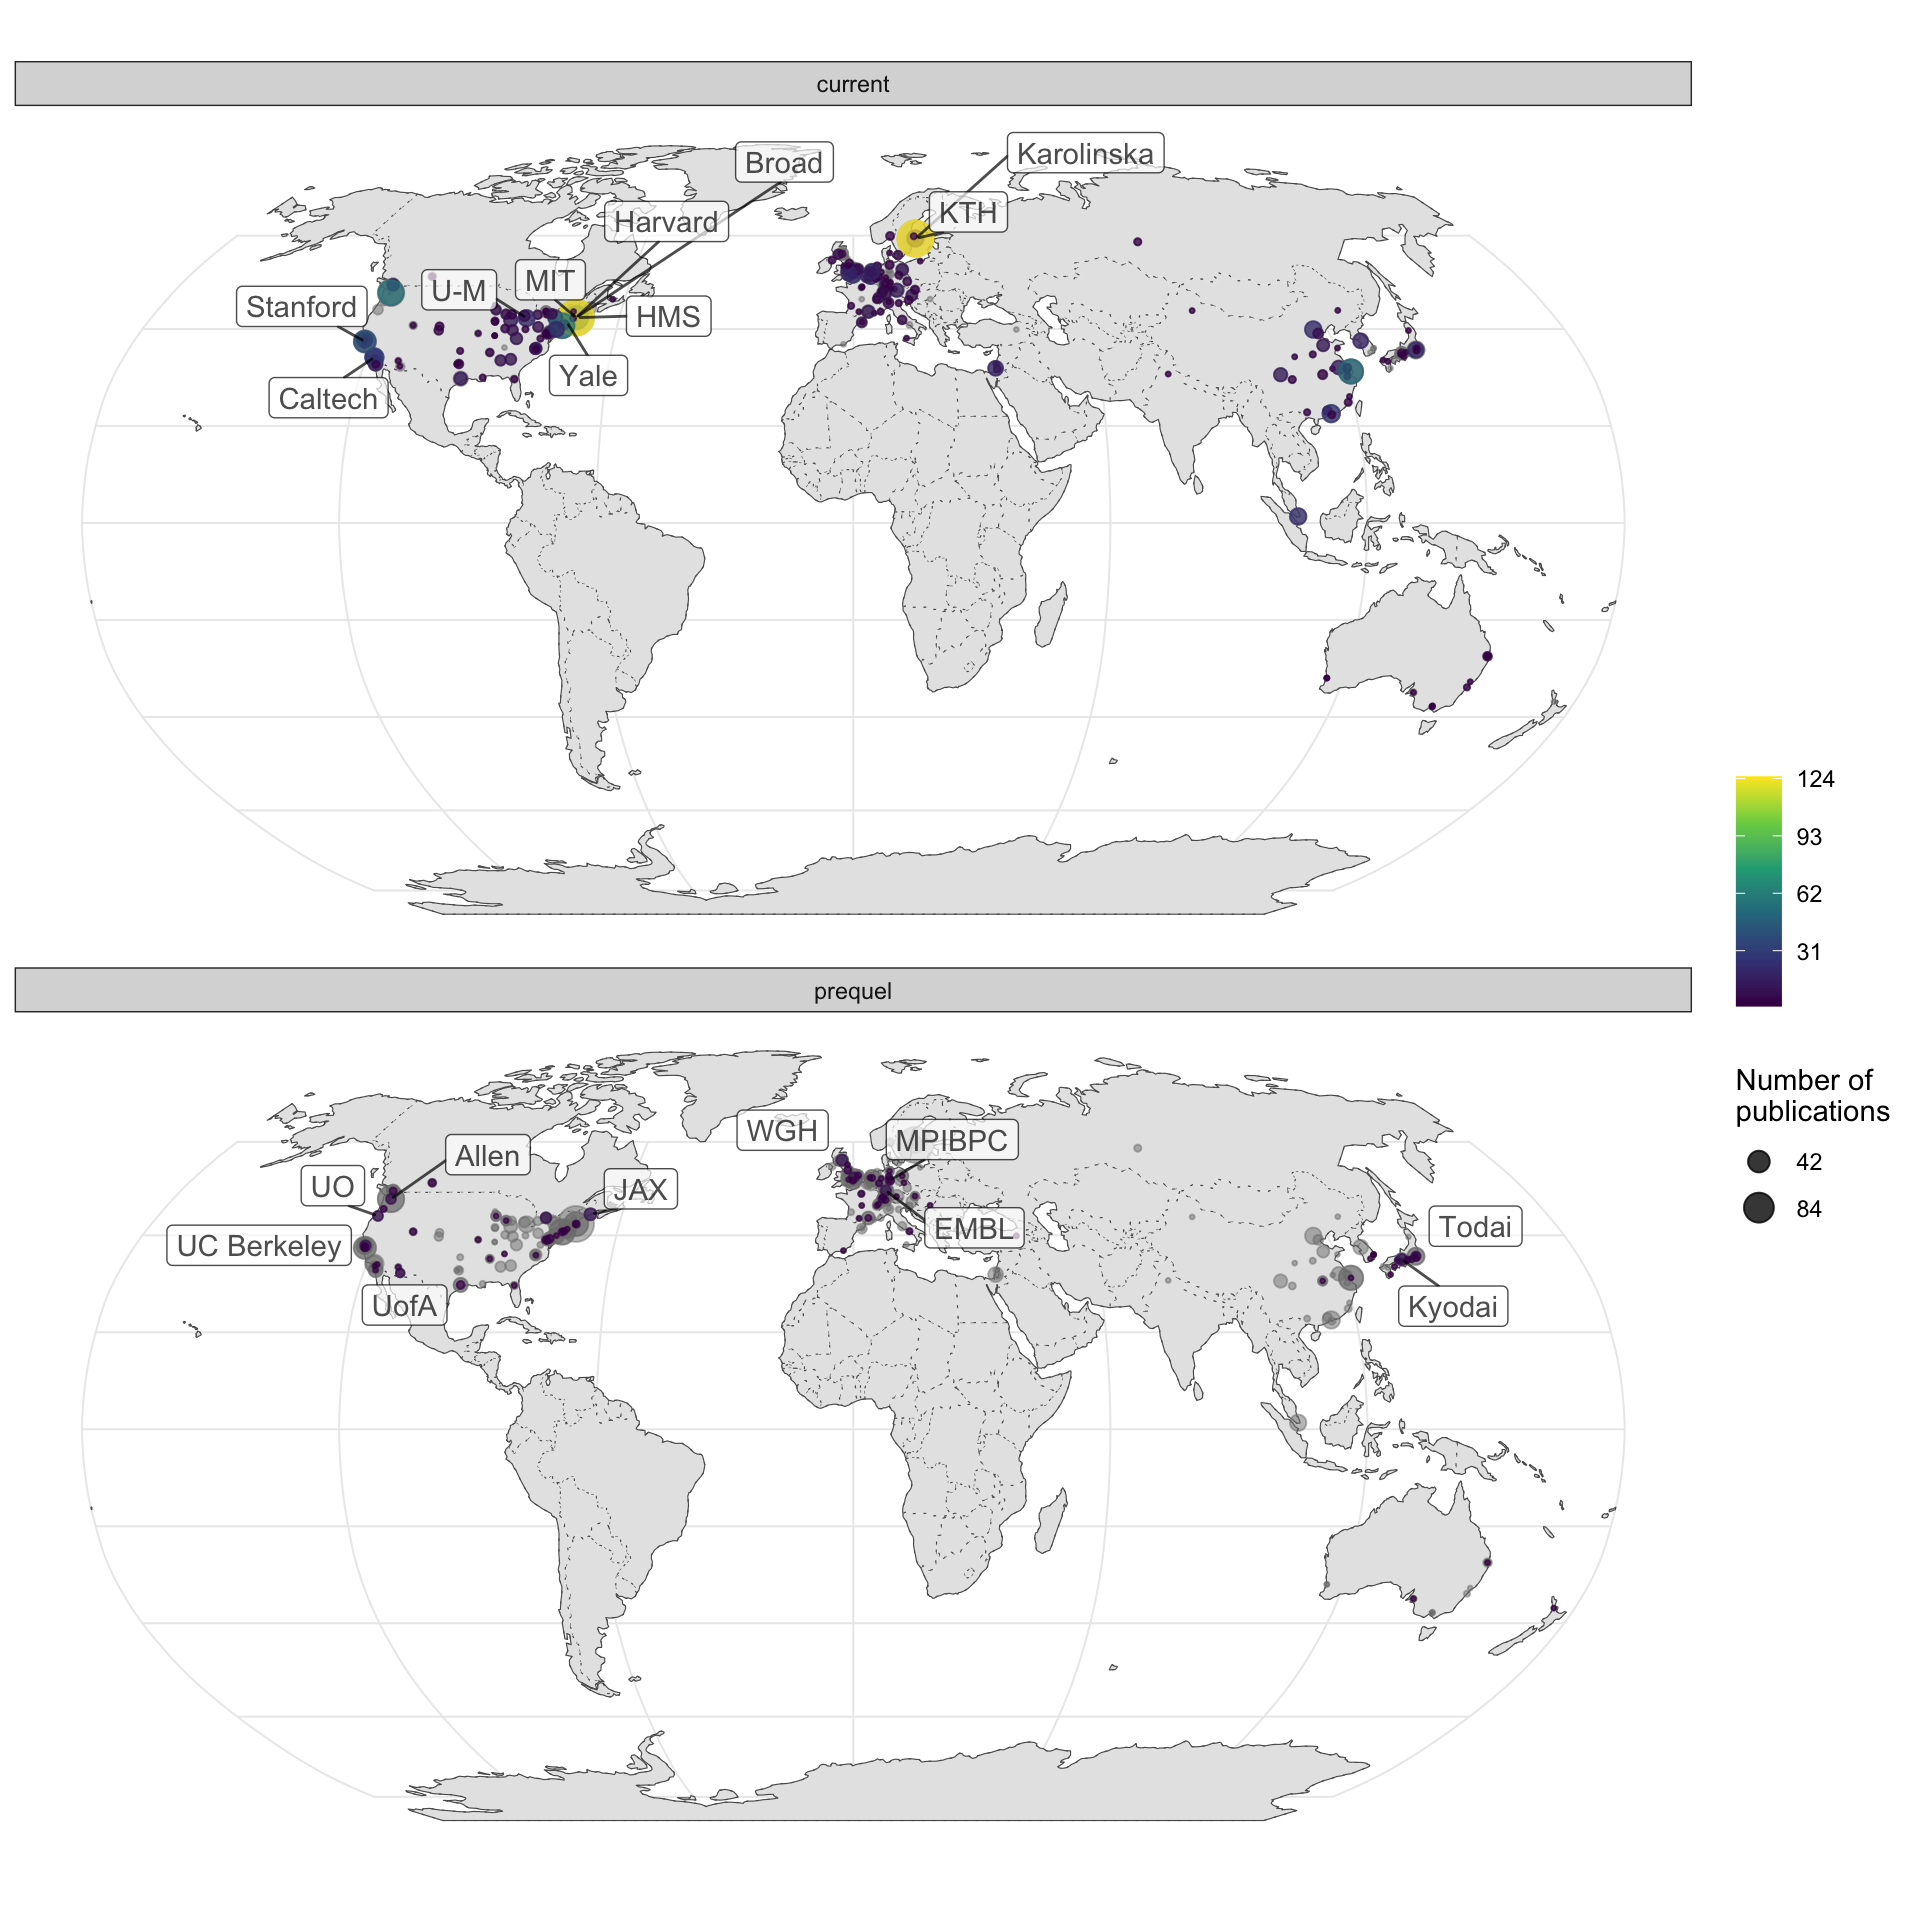 current
Broad
Karolinska
Harvard
KTH
MIT
U-M
Stanford
HMS
Yale
Caltech
124
93
62
31
prequel
Number of
publications
42
84
WGH
MPIBPC
Allen
UO
JAX
UC Berkeley
EMBL
Todai
UofA
Kyodai